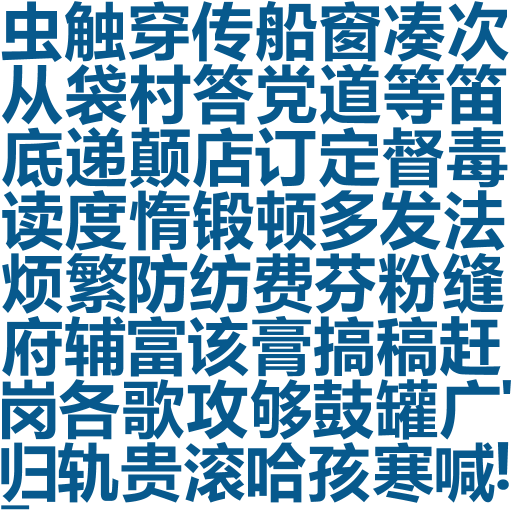 虫触穿传船窗凑次
从袋村答党道等笛
底递颠店订定督毒
读度惰锻顿多发法
烦繁防纺费芬粉缝
府辅富该膏搞稿赶
岗各歌攻够鼓罐广'
归轨贵滚哈孩寒喊!